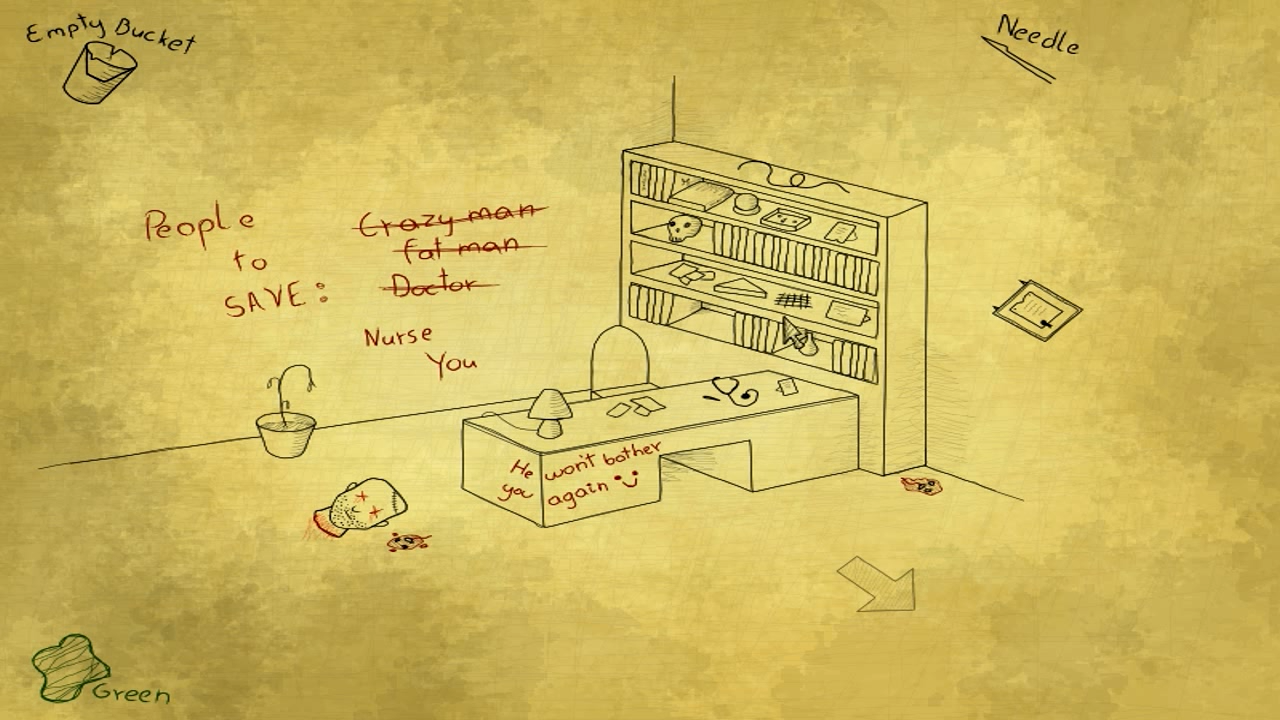 Empty Bucket
Needle
People
to
SAVE:
Crazy man
fat man
Doctor
Nurse
You
He won't bother
you again
Green